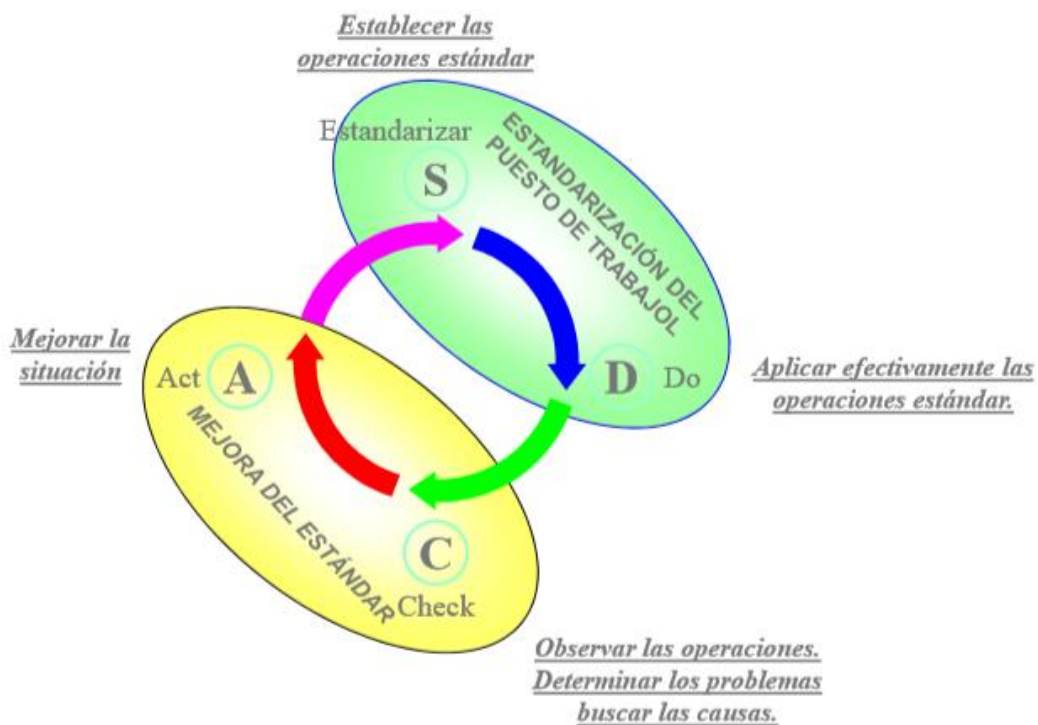 Establecer las
operaciones estándar
Estandarizar
S
ESTANDARIZACIÓN DEL
PUESTO DE TRABAJOL
Mejorar la
situación
Act
A
D
Do
Aplicar efectivamente las
operaciones estándar.
MEJORA DEL ESTÁNDAR
C
Check
Observar las operaciones.
Determinar los problemas
buscar las causas.